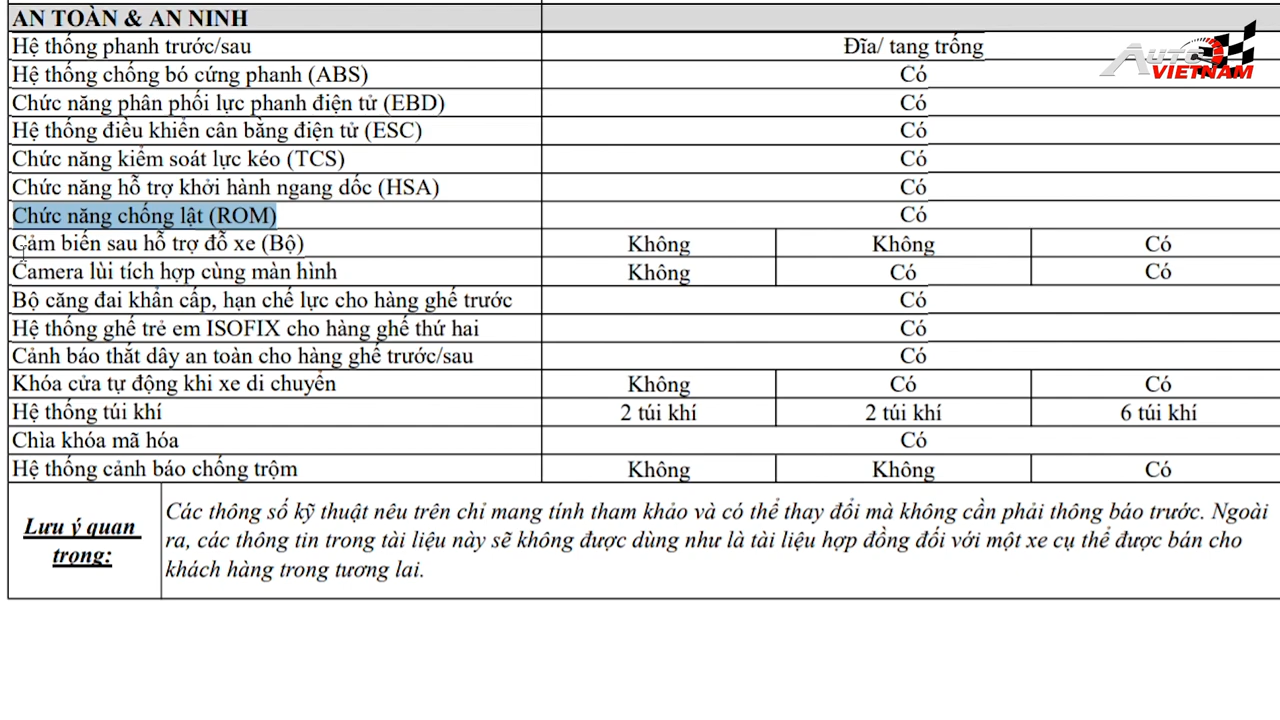 AN TOÀN & AN NINH
Hệ thống phanh trước/sau Đĩa/ tang trống
AUTO VIETNAM
Hệ thống chống bó cứng phanh (ABS) Có
Chức năng phân phối lực phanh điện tử (EBD) Có
Hệ thống điều khiển cân bằng điện tử (ESC) Có
Chức năng kiểm soát lực kéo (TCS) Có
Chức năng hỗ trợ khởi hành ngang dốc (HSA) Có
Chức năng chống lật (ROM) Có
Cảm biến sau hỗ trợ đỗ xe (Bộ) Không Không Có
Camera lùi tích hợp cùng màn hình Không Có Có
Bộ căng đai khẩn cấp, hạn chế lực cho hàng ghế trước Có
Hệ thống ghế trẻ em ISOFIX cho hàng ghế thứ hai Có
Cảnh báo thắt dây an toàn cho hàng ghế trước/sau Có
Khóa cửa tự động khi xe di chuyển Không Có Có
Hệ thống túi khí 2 túi khí 2 túi khí 6 túi khí
Chìa khóa mã hóa Có
Hệ thống cảnh báo chống trộm Không Không Có
Lưu ý quan trọng:
Các thông số kỹ thuật nêu trên chỉ mang tính tham khảo và có thể thay đổi mà không cần phải thông báo trước. Ngoài
ra, các thông tin trong tài liệu này sẽ không được dùng như là tài liệu hợp đồng đối với một xe cụ thể được bán cho
khách hàng trong tương lai.